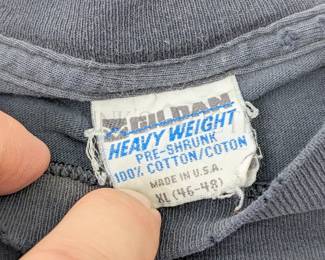 GILDAN
HEAVY WEIGHT
PRE-SHRUNK
100% COTTON/COTON
MADE IN U.S.A.
XL (46-48)